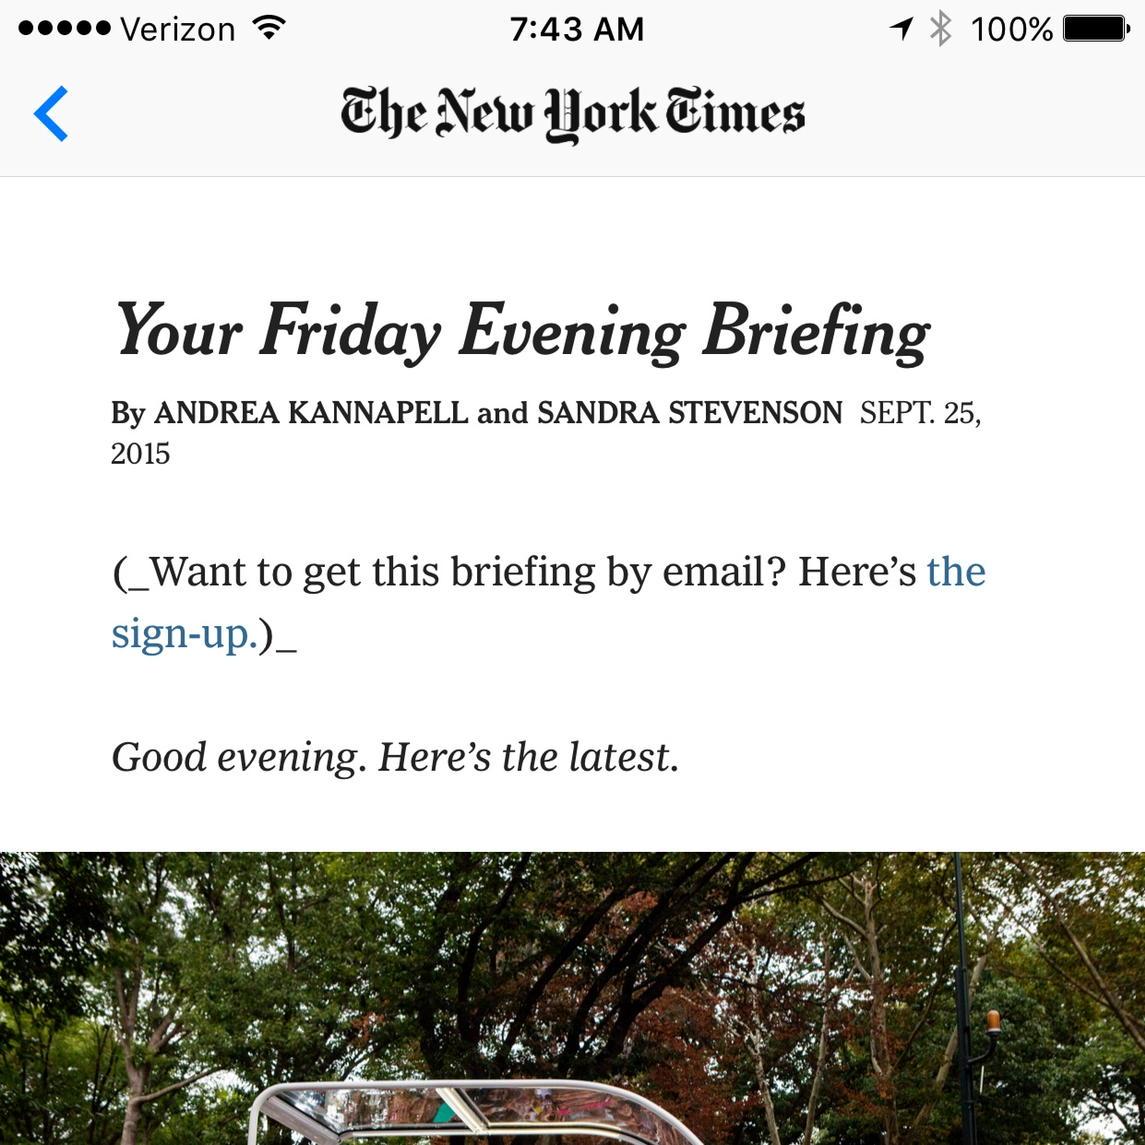 ●●●●● Verizon 7:43 AM 100%
The New York Times
Your Friday Evening Briefing
By ANDREA KANNAPELL and SANDRA STEVENSON SEPT. 25,
2015
(_Want to get this briefing by email? Here’s the
sign-up.)_
Good evening. Here’s the latest.